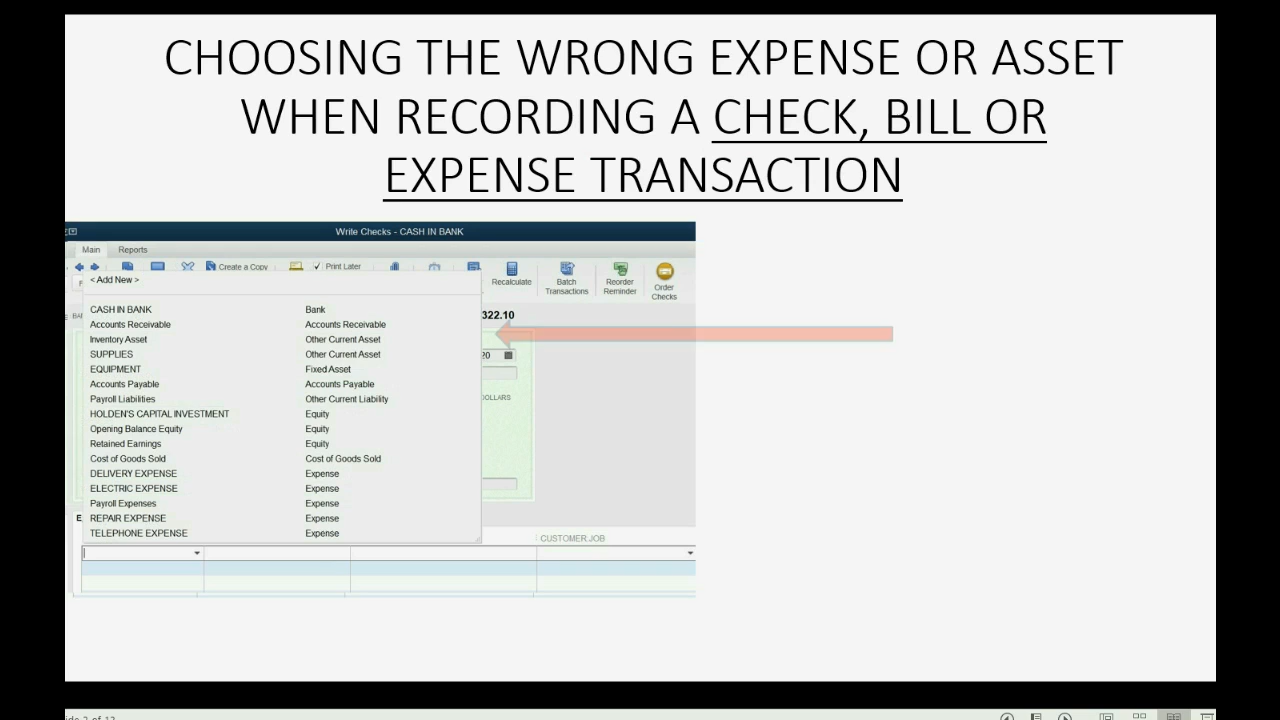 CHOOSING THE WRONG EXPENSE OR ASSET
WHEN RECORDING A CHECK, BILL OR
EXPENSE TRANSACTION
Write Checks - CASH IN BANK
Main Reports
Create a Copy Print Later
< Add New >
Recalculate Batch Transactions Reorder Reminder Order Checks
CASH IN BANK Bank 322.10
Accounts Receivable Accounts Receivable
Inventory Asset Other Current Asset
SUPPLIES Other Current Asset 20
EQUIPMENT Fixed Asset
Accounts Payable Accounts Payable
Payroll Liabilities Other Current Liability DOLLARS
HOLDEN'S CAPITAL INVESTMENT Equity
Opening Balance Equity Equity
Retained Earnings Equity
Cost of Goods Sold Cost of Goods Sold
DELIVERY EXPENSE Expense
ELECTRIC EXPENSE Expense
Payroll Expenses Expense
REPAIR EXPENSE Expense
TELEPHONE EXPENSE Expense
CUSTOMER:JOB